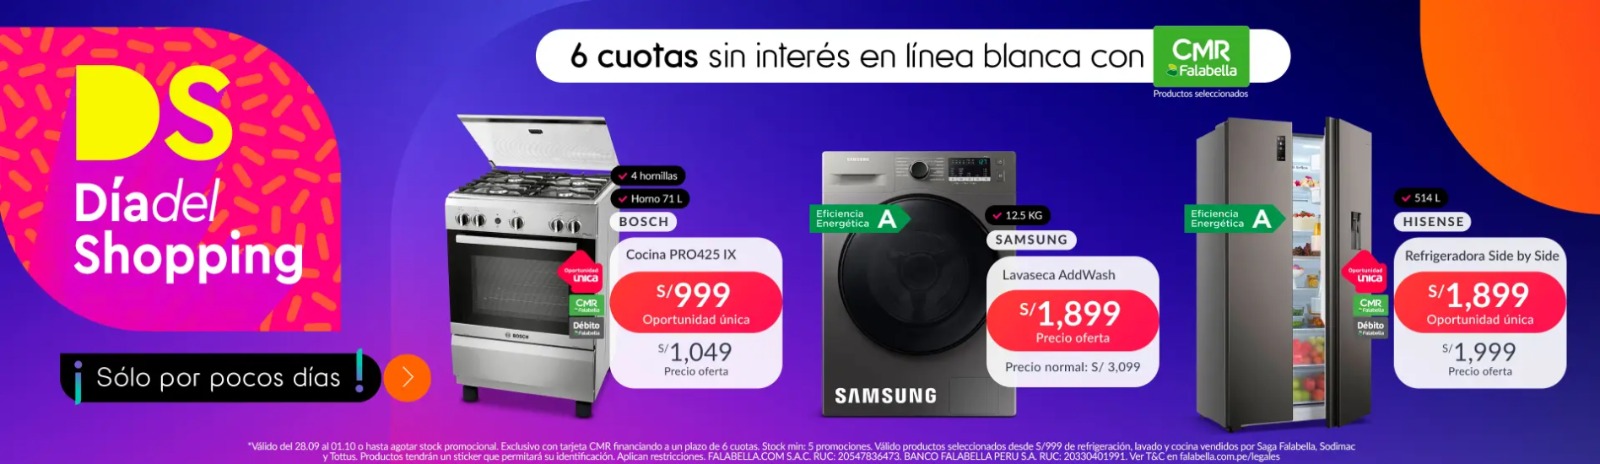 6 cuotas sin interés en línea blanca con
CMR
Falabella
Productos seleccionados
DS
Día del
Shopping
¡ Sólo por pocos días !
4 hornillas
Horno 71 L
BOSCH
Cocina PRO425 IX
Oportunidad
única
S/999
Oportunidad única
CMR
Falabella
Débito
Falabella
S/1,049
Precio oferta
BOSCH
SAMSUNG
Eficiencia
Energética A
12.5 KG
SAMSUNG
Lavaseca AddWash
S/1,899
Precio oferta
Precio normal: S/ 3,099
SAMSUNG
Eficiencia
Energética A
514 L
HISENSE
Refrigeradora Side by Side
Oportunidad
única
S/1,899
Oportunidad única
CMR
Falabella
Débito
Falabella
S/1,999
Precio oferta
*Válido del 28.09 al 01.10 o hasta agotar stock promocional. Exclusivo con tarjeta CMR financiando a un plazo de 6 cuotas. Stock min: 5 promociones. Válido productos seleccionados desde S/999 de refrigeración, lavado y cocina vendidos por Saga Falabella, Sodimac
y Tottus. Productos tendrán un sticker que permitará su identificación. Aplican restricciones. FALABELLA.COM S.A.C. RUC: 20547836473. BANCO FALABELLA PERU S.A. RUC: 20330401991. Ver T&C en falabella.com.pe/legales